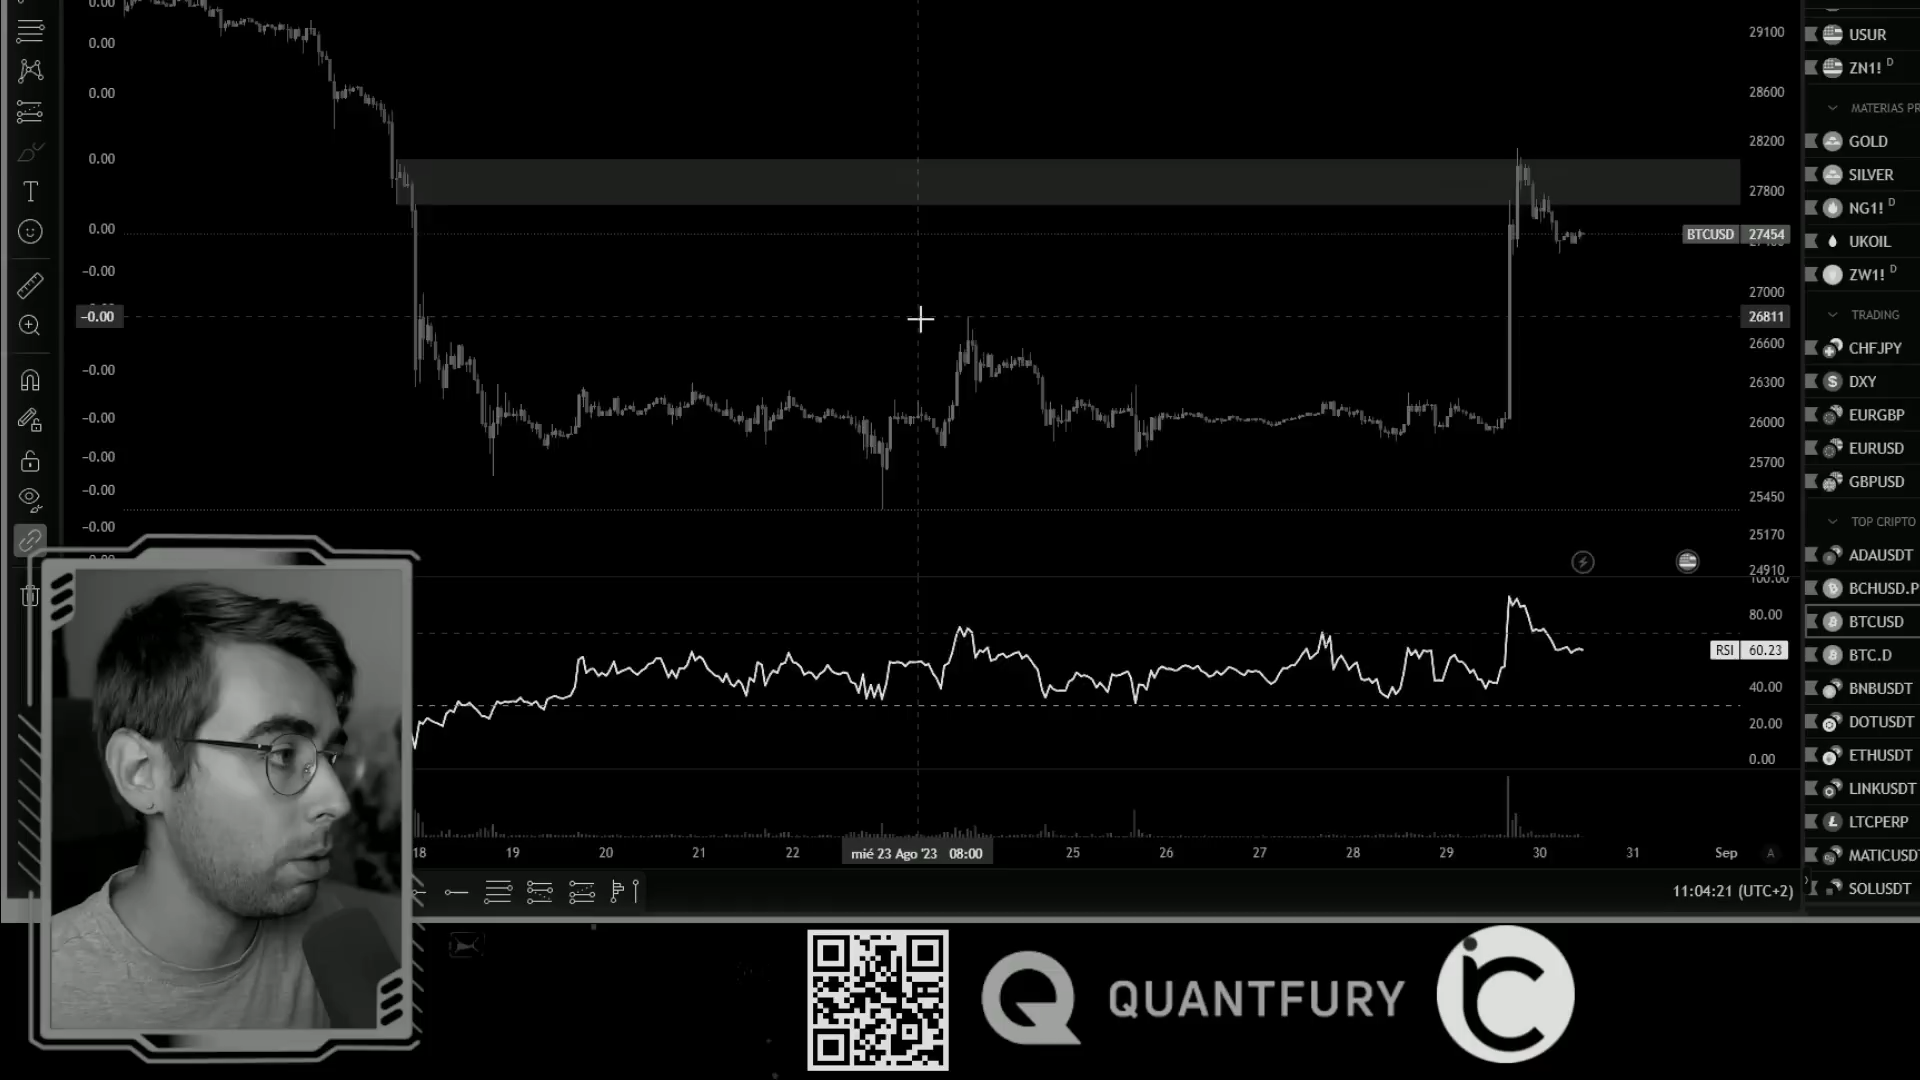 0.00
0.00
0.00
0.00
0.00
-0.00
-0.00
-0.00
-0.00
-0.00
-0.00
-0.00
29100
28600
28200
27800
BTCUSD 27454
27000
26811
26600
26300
26000
25700
25450
25170
24910
100.00
80.00
RSI 60.23
40.00
20.00
0.00
18 19 20 21 22 mié 23 Ago '23 08:00 25 26 27 28 29 30 31 Sep A
11:04:21 (UTC+2)
USUR
ZN1! D
MATERIAS PR
GOLD
SILVER
NG1! D
UKOIL
ZW1! D
TRADING
CHFJPY
DXY
EURGBP
EURUSD
GBPUSD
TOP CRIPTO
ADAUSDT
BCHUSD.P
BTCUSD
BTC.D
BNBUSDT
DOTUSDT
ETHUSDT
LINKUSDT
LTCPERP
MATICUSDT
SOLUSDT
QUANTFURY